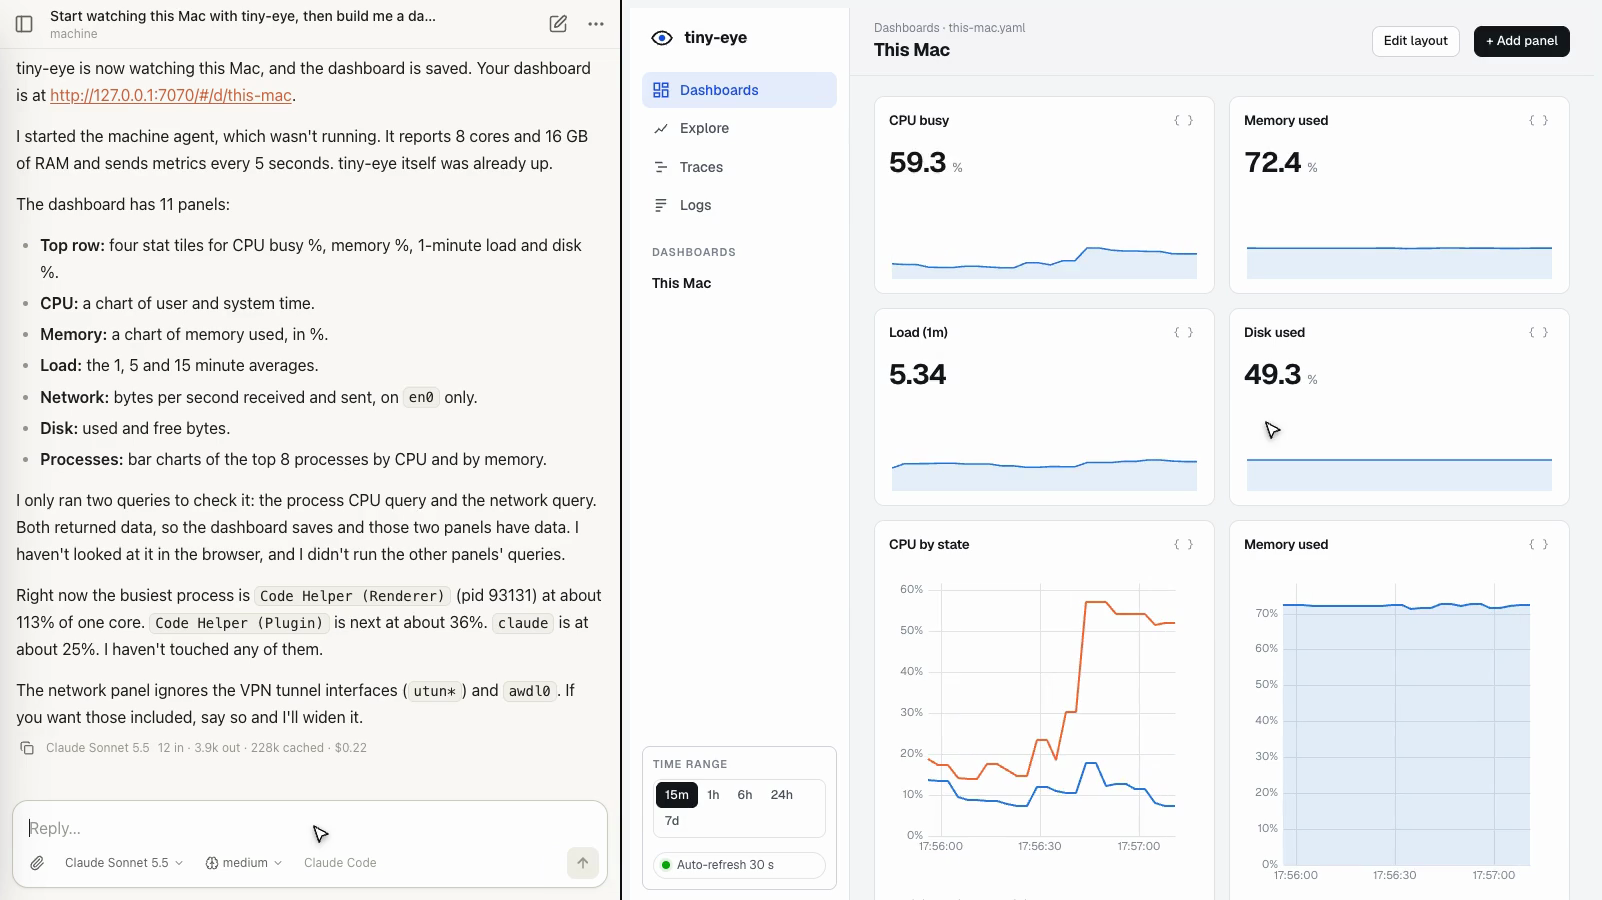 Start watching this Mac with tiny-eye, then build me a da...
machine
tiny-eye is now watching this Mac, and the dashboard is saved. Your dashboard
is at http://127.0.0.1:7070/#/d/this-mac.
I started the machine agent, which wasn't running. It reports 8 cores and 16 GB
of RAM and sends metrics every 5 seconds. tiny-eye itself was already up.
The dashboard has 11 panels:
• Top row: four stat tiles for CPU busy %, memory %, 1-minute load and disk
%.
• CPU: a chart of user and system time.
• Memory: a chart of memory used, in %.
• Load: the 1, 5 and 15 minute averages.
• Network: bytes per second received and sent, on en0 only.
• Disk: used and free bytes.
• Processes: bar charts of the top 8 processes by CPU and by memory.
I only ran two queries to check it: the process CPU query and the network query.
Both returned data, so the dashboard saves and those two panels have data. I
haven't looked at it in the browser, and I didn't run the other panels' queries.
Right now the busiest process is Code Helper (Renderer) (pid 93131) at about
113% of one core. Code Helper (Plugin) is next at about 36%. claude is at
about 25%. I haven't touched any of them.
The network panel ignores the VPN tunnel interfaces (utun*) and awdl0. If
you want those included, say so and I'll widen it.
Claude Sonnet 5.5 12 in · 3.9k out · 228k cached · $0.22
Reply...
Claude Sonnet 5.5 medium Claude Code
tiny-eye
Dashboards
Explore
Traces
Logs
DASHBOARDS
This Mac
TIME RANGE
15m 1h 6h 24h
7d
Auto-refresh 30 s
Dashboards · this-mac.yaml
This Mac
Edit layout
+ Add panel
CPU busy { }
59.3 %
Memory used { }
72.4 %
Load (1m) { }
5.34
Disk used { }
49.3 %
CPU by state { }
60%
50%
40%
30%
20%
10%
0%
17:56:00 17:56:30 17:57:00
Memory used { }
70%
60%
50%
40%
30%
20%
10%
0%
17:56:00 17:56:30 17:57:00